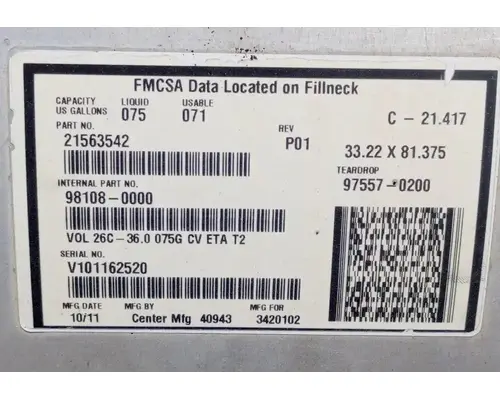 FMCSA Data Located on Fillneck
CAPACITY LIQUID USABLE
US GALLONS 075 071 C - 21.417
PART NO. REV
21563542 P01 33.22 X 81.375
TEARDROP
INTERNAL PART NO. 97557-0200
98108-0000
VOL 26C-36.0 075G CV ETA T2
SERIAL NO.
V101162520
MFG DATE MFG BY MFG FOR
10/11 Center Mfg 40943 3420102